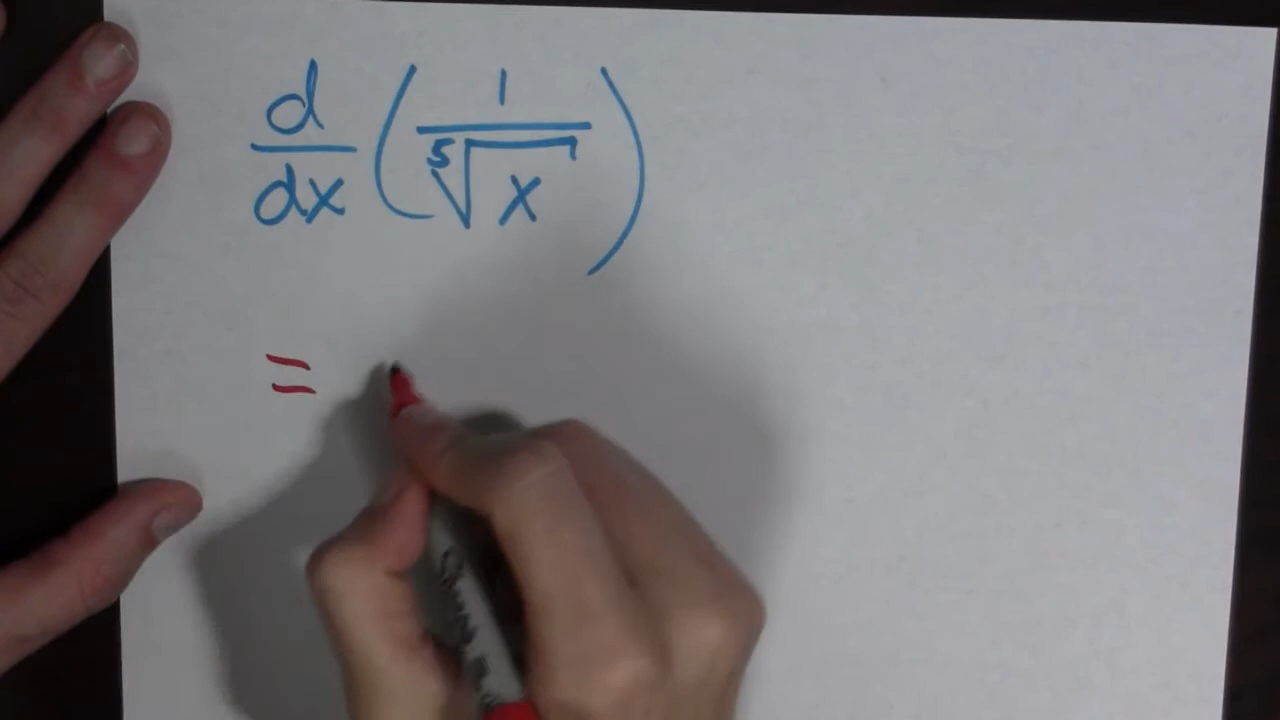 d/dx (1/⁵√x)
=